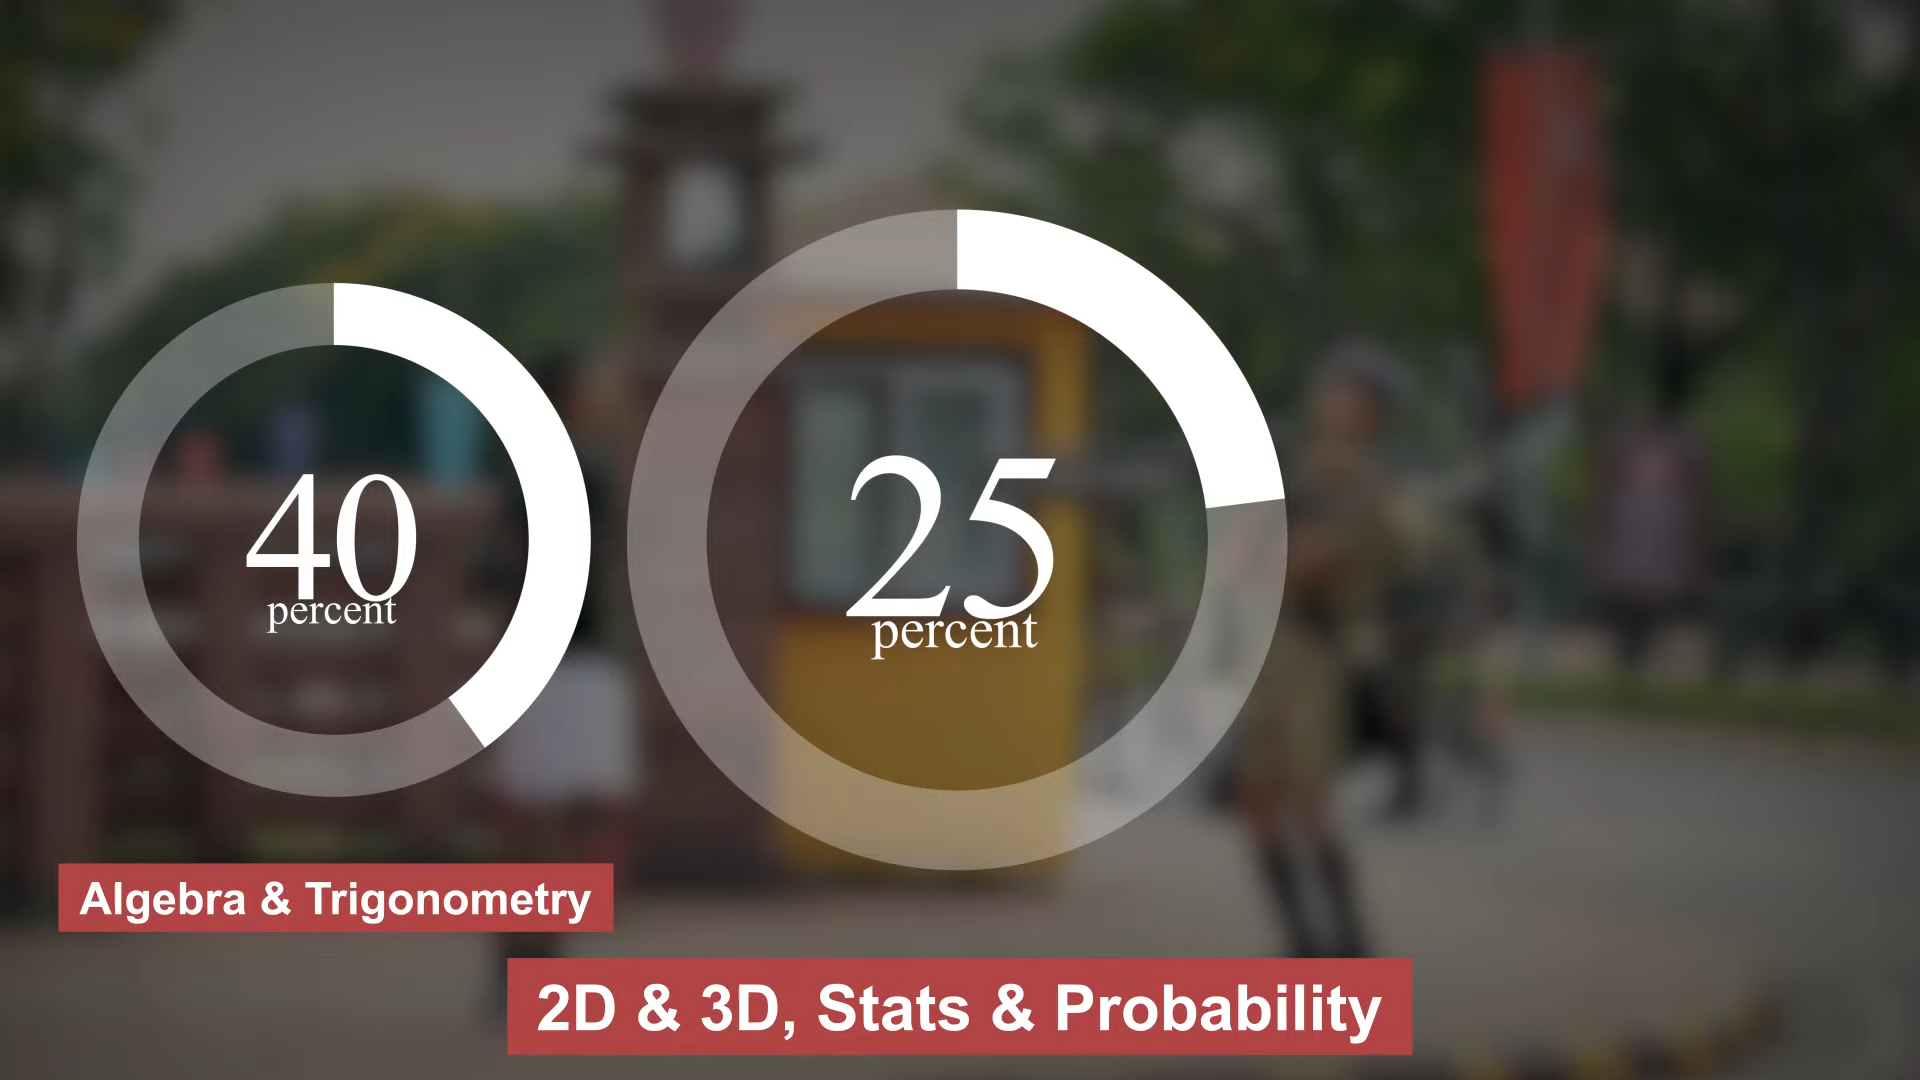 40
percent
Algebra & Trigonometry
25
percent
2D & 3D, Stats & Probability